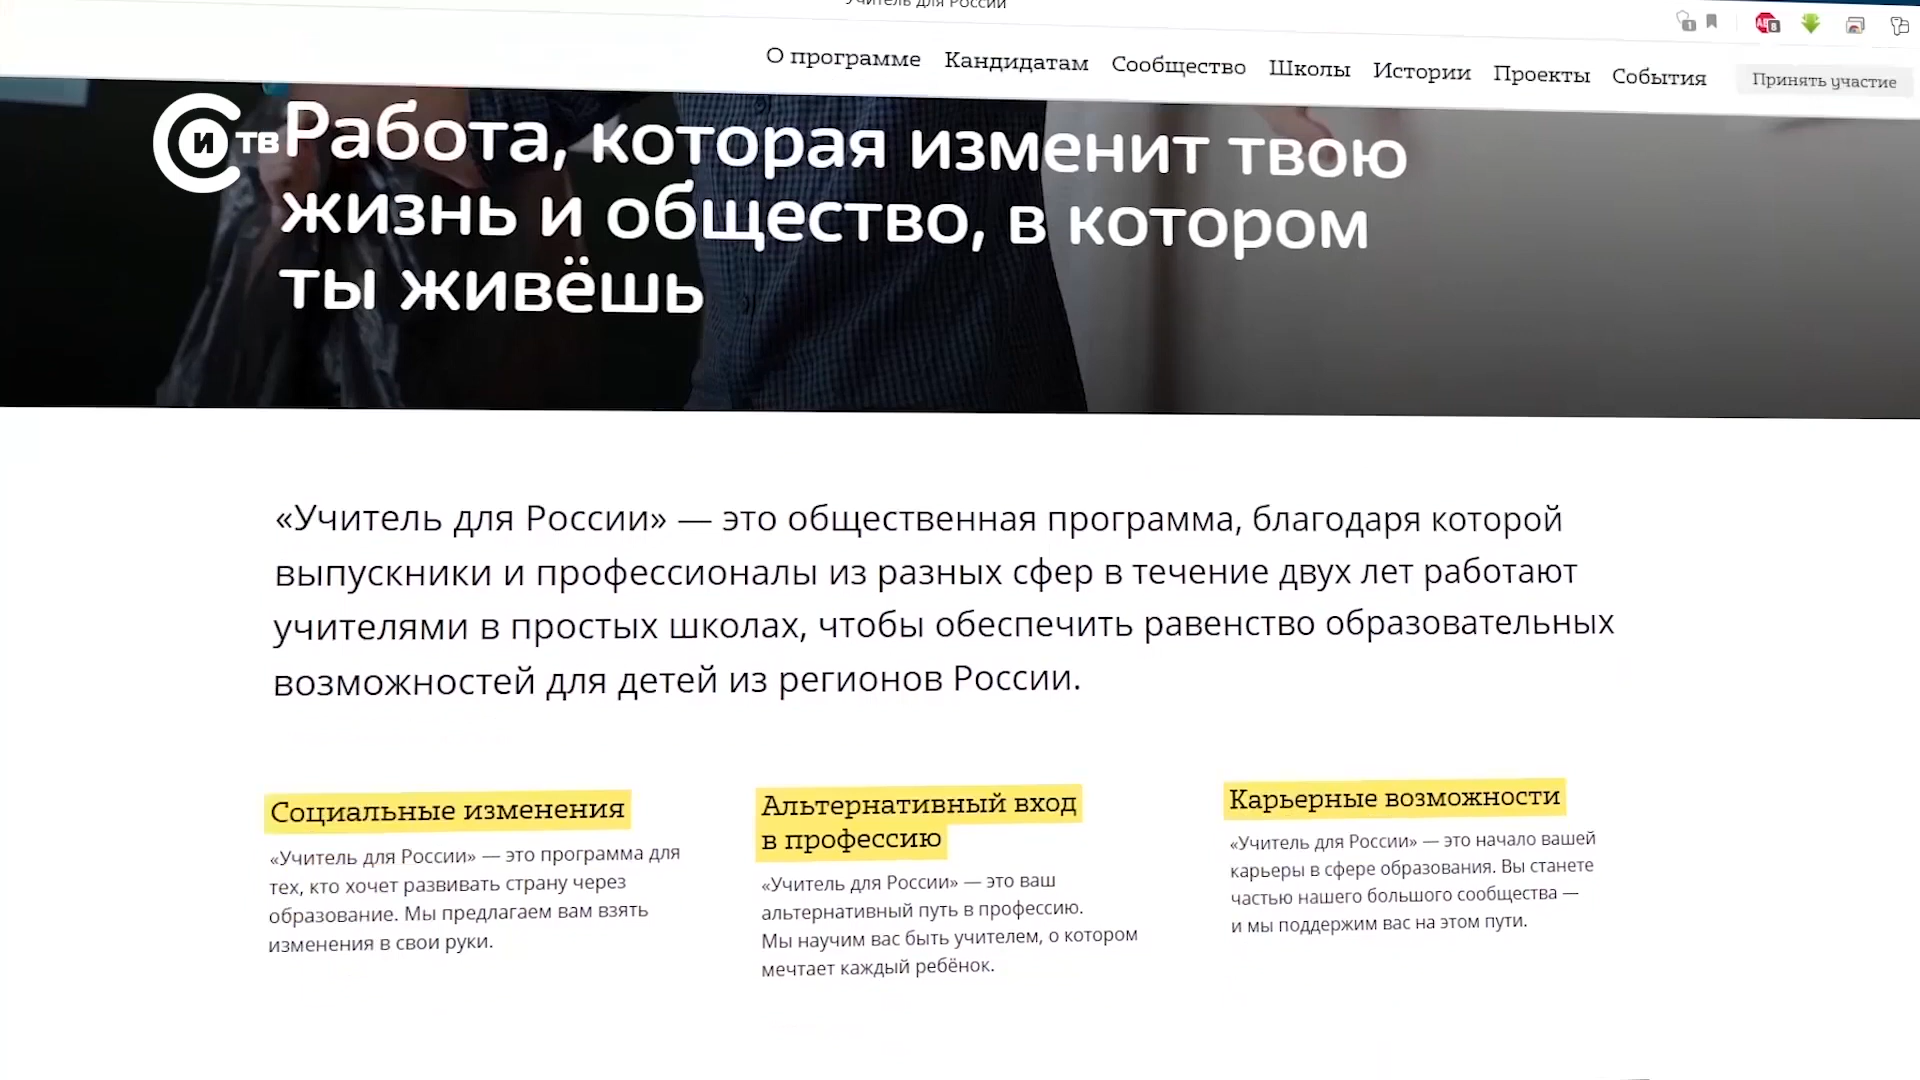 Учитель для России
О программе Кандидатам Сообщество Школы Истории Проекты События Принять участие
СИ ТВ
Работа, которая изменит твою
жизнь и общество, в котором
ты живёшь
«Учитель для России» — это общественная программа, благодаря которой
выпускники и профессионалы из разных сфер в течение двух лет работают
учителями в простых школах, чтобы обеспечить равенство образовательных
возможностей для детей из регионов России.
Социальные изменения
«Учитель для России» — это программа для
тех, кто хочет развивать страну через
образование. Мы предлагаем вам взять
изменения в свои руки.
Альтернативный вход
в профессию
«Учитель для России» — это ваш
альтернативный путь в профессию.
Мы научим вас быть учителем, о котором
мечтает каждый ребёнок.
Карьерные возможности
«Учитель для России» — это начало вашей
карьеры в сфере образования. Вы станете
частью нашего большого сообщества —
и мы поддержим вас на этом пути.